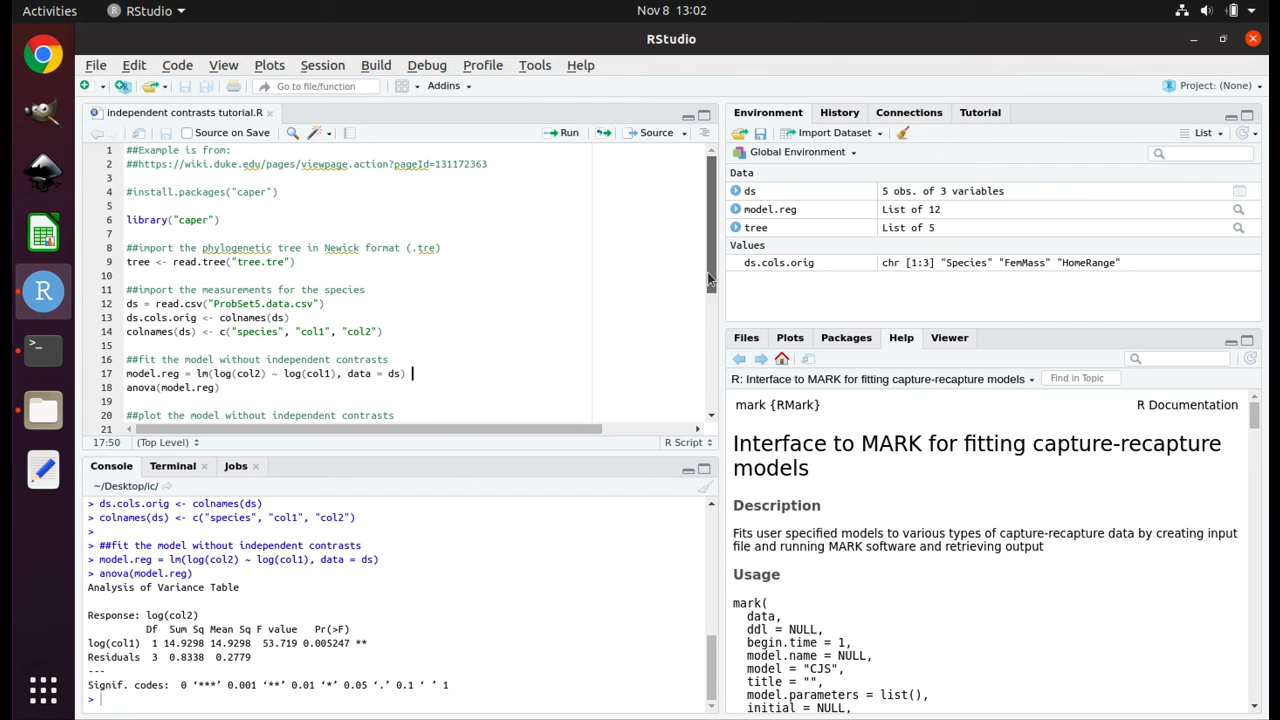 Activities
RStudio
Nov 8 13:02
RStudio
File Edit Code View Plots Session Build Debug Profile Tools Help
Go to file/function
Addins
Project: (None)
independent contrasts tutorial.R
Source on Save
Run
Source
1 ##Example is from:
2 ##https://wiki.duke.edu/pages/viewpage.action?pageId=131172363
3
4 #install.packages("caper")
5
6 library("caper")
7
8 ##import the phylogenetic tree in Newick format (.tre)
9 tree <- read.tree("tree.tre")
10
11 ##import the measurements for the species
12 ds = read.csv("ProbSet5.data.csv")
13 ds.cols.orig <- colnames(ds)
14 colnames(ds) <- c("species", "col1", "col2")
15
16 ##fit the model without independent contrasts
17 model.reg = lm(log(col2) ~ log(col1), data = ds)
18 anova(model.reg)
19
20 ##plot the model without independent contrasts
21
17:50 (Top Level) R Script
Console Terminal Jobs
~/Desktop/ic/
> ds.cols.orig <- colnames(ds)
> colnames(ds) <- c("species", "col1", "col2")
>
> ##fit the model without independent contrasts
> model.reg = lm(log(col2) ~ log(col1), data = ds)
> anova(model.reg)
Analysis of Variance Table
Response: log(col2)
Df Sum Sq Mean Sq F value Pr(>F)
log(col1) 1 14.9298 14.9298 53.719 0.005247 **
Residuals 3 0.8338 0.2779
---
Signif. codes: 0 ‘***’ 0.001 ‘**’ 0.01 ‘*’ 0.05 ‘.’ 0.1 ‘ ’ 1
>
Environment History Connections Tutorial
Import Dataset
List
Global Environment
Data
ds 5 obs. of 3 variables
model.reg List of 12
tree List of 5
Values
ds.cols.orig chr [1:3] "Species" "FemMass" "HomeRange"
Files Plots Packages Help Viewer
R: Interface to MARK for fitting capture-recapture models
Find in Topic
mark {RMark}
R Documentation
Interface to MARK for fitting capture-recapture
models
Description
Fits user specified models to various types of capture-recapture data by creating input
file and running MARK software and retrieving output
Usage
mark(
data,
ddl = NULL,
begin.time = 1,
model.name = NULL,
model = "CJS",
title = "",
model.parameters = list(),
initial = NULL,